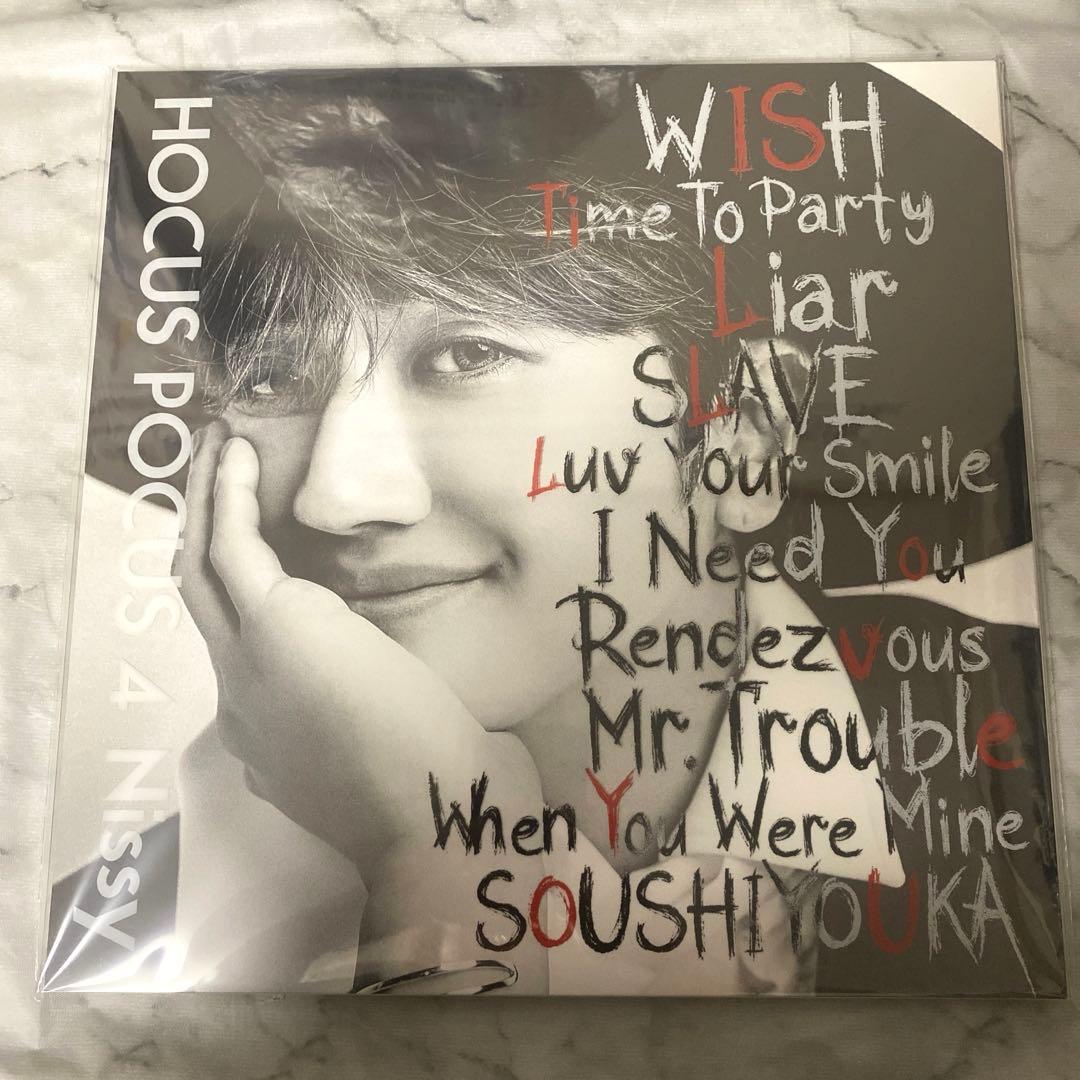 HOCUS POCUS 4 NissY
WISH
Time To Party
Liar
SLAVE
Luv Your Smile
I Need You
Rendezvous
Mr. Trouble
When You Were Mine
SOUSHIYOUKA